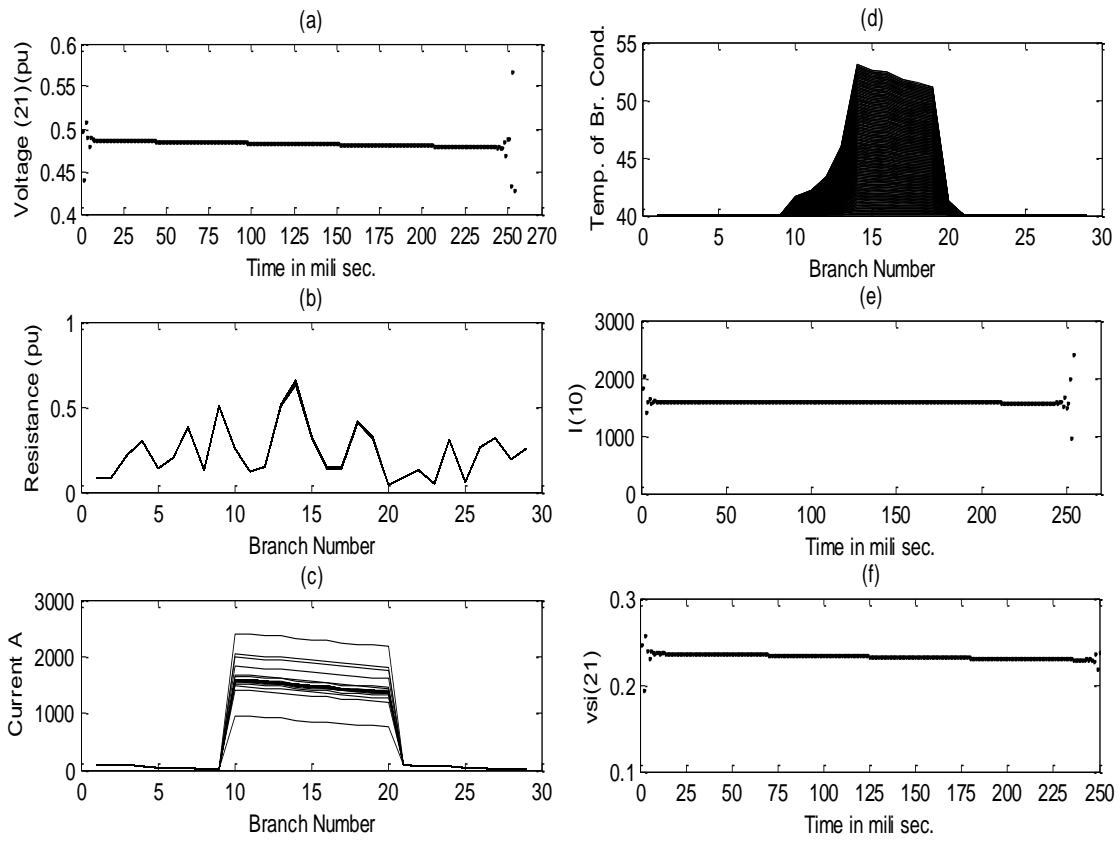 (a)
Voltage (21)(pu)
0.6
0.55
0.5
0.45
0.4
0 25 50 75 100 125 150 175 200 225 250 270
Time in mili sec.
(b)
Resistance (pu)
1
0.5
0
0 5 10 15 20 25 30
Branch Number
(c)
Current A
3000
2000
1000
0
0 5 10 15 20 25 30
Branch Number
(d)
Temp. of Br. Cond.
55
50
45
40
0 5 10 15 20 25 30
Branch Number
(e)
I(10)
3000
2000
1000
0
0 50 100 150 200 250
Time in mili sec.
(f)
vsi(21)
0.3
0.2
0.1
0 25 50 75 100 125 150 175 200 225 250
Time in mili sec.